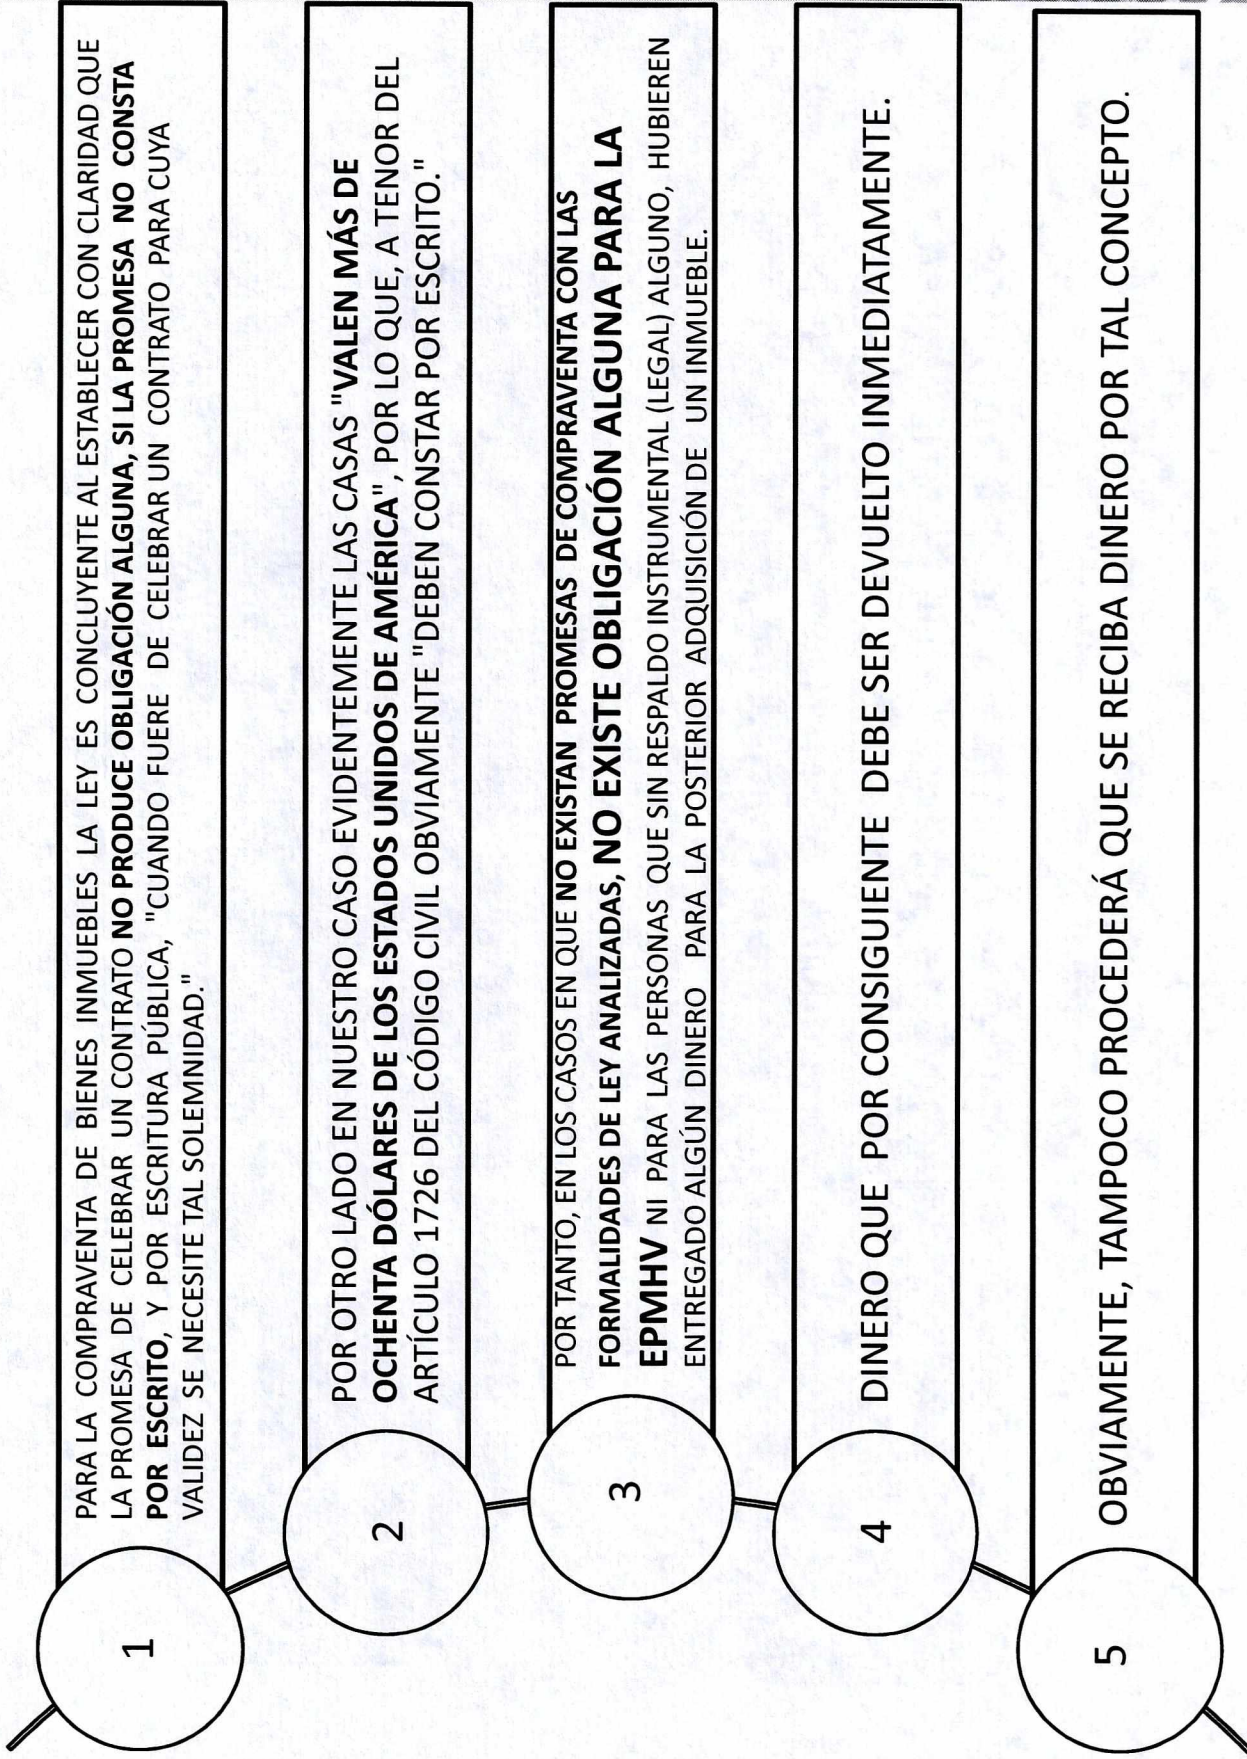 1
PARA LA COMPRAVENTA DE BIENES INMUEBLES LA LEY ES CONCLUYENTE AL ESTABLECER CON CLARIDAD QUE
LA PROMESA DE CELEBRAR UN CONTRATO NO PRODUCE OBLIGACIÓN ALGUNA, SI LA PROMESA NO CONSTA
POR ESCRITO, Y POR ESCRITURA PÚBLICA, "CUANDO FUERE DE CELEBRAR UN CONTRATO PARA CUYA
VALIDEZ SE NECESITE TAL SOLEMNIDAD."
2
POR OTRO LADO EN NUESTRO CASO EVIDENTEMENTE LAS CASAS "VALEN MÁS DE
OCHENTA DÓLARES DE LOS ESTADOS UNIDOS DE AMÉRICA", POR LO QUE, A TENOR DEL
ARTÍCULO 1726 DEL CÓDIGO CIVIL OBVIAMENTE "DEBEN CONSTAR POR ESCRITO."
3
POR TANTO, EN LOS CASOS EN QUE NO EXISTAN PROMESAS DE COMPRAVENTA CON LAS
FORMALIDADES DE LEY ANALIZADAS, NO EXISTE OBLIGACIÓN ALGUNA PARA LA
EPMHV NI PARA LAS PERSONAS QUE SIN RESPALDO INSTRUMENTAL (LEGAL) ALGUNO, HUBIEREN
ENTREGADO ALGÚN DINERO PARA LA POSTERIOR ADQUISICIÓN DE UN INMUEBLE.
4
DINERO QUE POR CONSIGUIENTE DEBE SER DEVUELTO INMEDIATAMENTE.
5
OBVIAMENTE, TAMPOCO PROCEDERÁ QUE SE RECIBA DINERO POR TAL CONCEPTO.